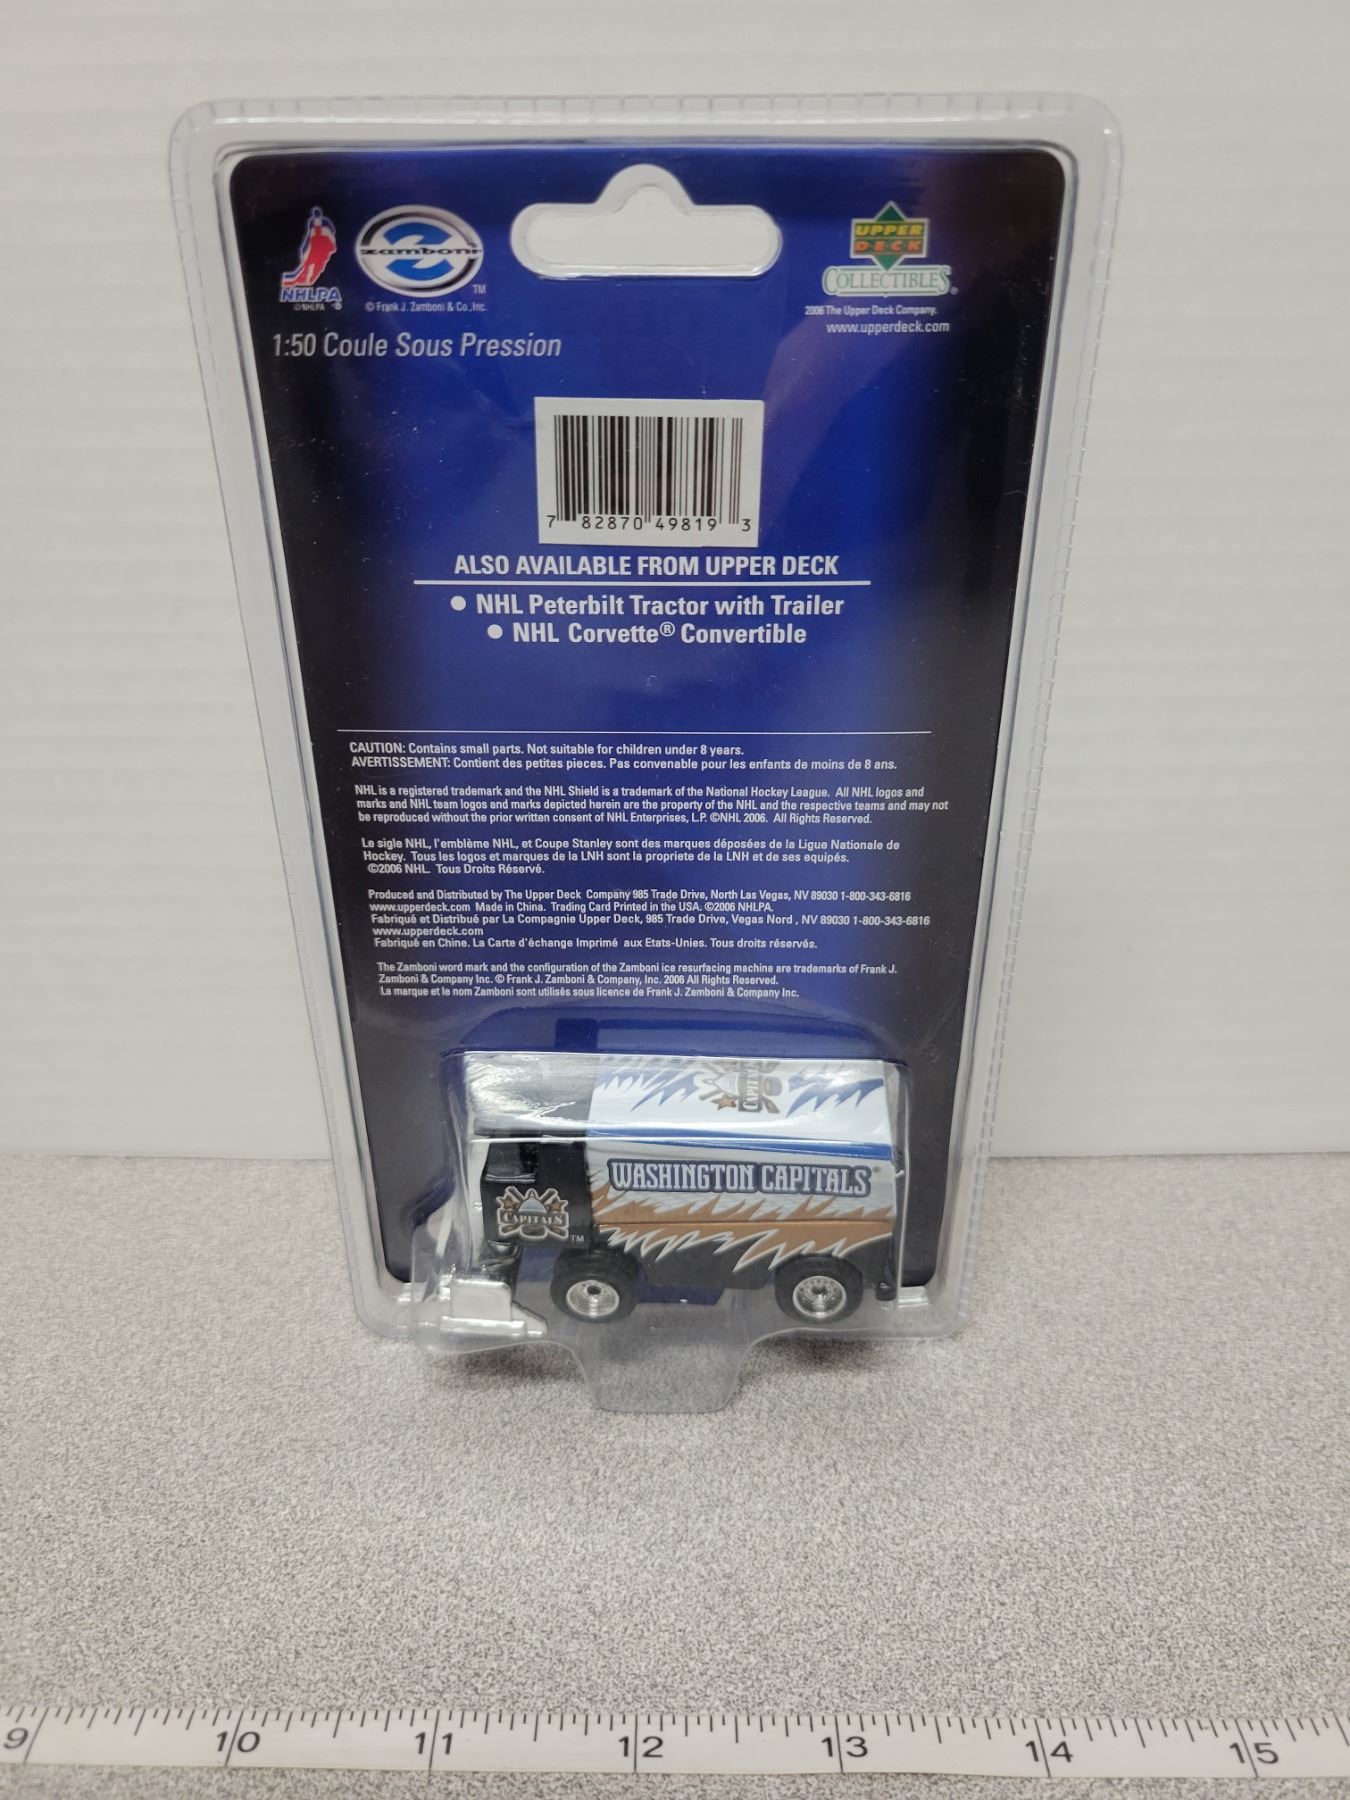 NHLPA
© NHLPA ®
Zamboni
TM
© Frank J. Zamboni & Co., Inc.
UPPER
DECK
COLLECTIBLES®
2006 The Upper Deck Company.
www.upperdeck.com
1:50 Coule Sous Pression
7 82870 49819 3
ALSO AVAILABLE FROM UPPER DECK
● NHL Peterbilt Tractor with Trailer
● NHL Corvette® Convertible
CAUTION: Contains small parts. Not suitable for children under 8 years.
AVERTISSEMENT: Contient des petites pieces. Pas convenable pour les enfants de moins de 8 ans.
NHL is a registered trademark and the NHL Shield is a trademark of the National Hockey League. All NHL logos and
marks and NHL team logos and marks depicted herein are the property of the NHL and the respective teams and may not
be reproduced without the prior written consent of NHL Enterprises, L.P. ©NHL 2006. All Rights Reserved.
Le sigle NHL, l'emblème NHL, et Coupe Stanley sont des marques déposées de la Ligue Nationale de
Hockey. Tous les logos et marques de la LNH sont la propriete de la LNH et de ses equipés.
©2006 NHL. Tous Droits Réservé.
Produced and Distributed by The Upper Deck Company 985 Trade Drive, North Las Vegas, NV 89030 1-800-343-6816
www.upperdeck.com Made in China. Trading Card Printed in the USA. ©2006 NHLPA.
Fabriqué et Distribué par La Compagnie Upper Deck, 985 Trade Drive, Vegas Nord , NV 89030 1-800-343-6816
www.upperdeck.com
Fabriqué en Chine. La Carte d'échange Imprimé aux Etats-Unies. Tous droits réservés.
The Zamboni word mark and the configuration of the Zamboni ice resurfacing machine are trademarks of Frank J.
Zamboni & Company Inc. © Frank J. Zamboni & Company, Inc. 2006 All Rights Reserved.
La marque et le nom Zamboni sont utilisés sous licence de Frank J. Zamboni & Company Inc.
CAPITALS
WASHINGTON CAPITALS®
CAPITALS
TM
9 10 11 12 13 14 15